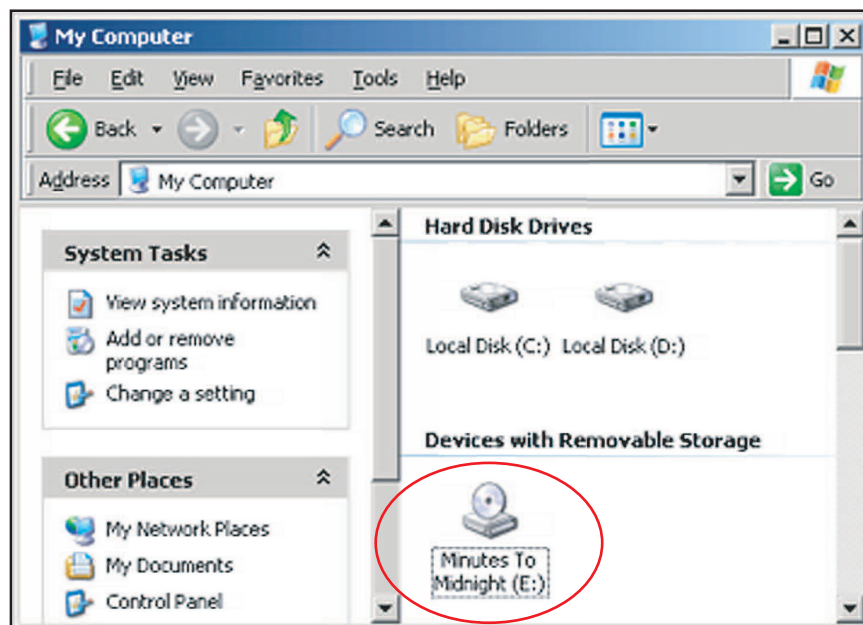 My Computer
File Edit View Favorites Tools Help
Back Search Folders
Address My Computer Go
System Tasks
View system information
Add or remove
programs
Change a setting
Other Places
My Network Places
My Documents
Control Panel
Hard Disk Drives
Local Disk (C:) Local Disk (D:)
Devices with Removable Storage
Minutes To
Midnight (E:)